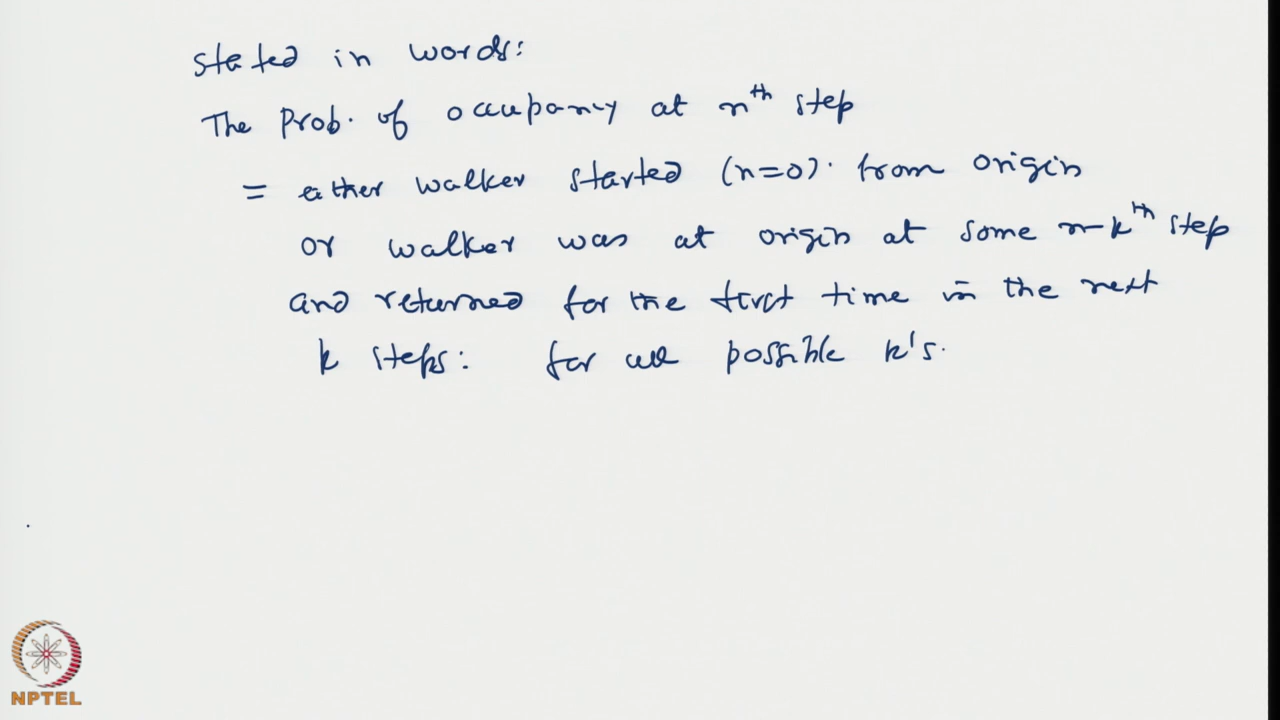 stated in words:
The Prob. of occupancy at nth step
= either walker started (n=0). from origin
or walker was at origin at some n-kth step
and returned for the first time in the next
k steps: for all possible k's.
NPTEL